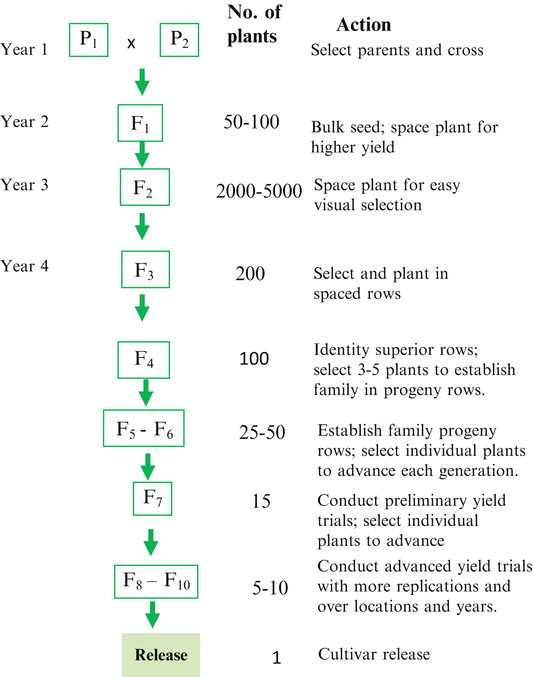 No. of
plants
Action
Year 1
P1
x
P2
Select parents and cross
Year 2
F1
50-100
Bulk seed; space plant for
higher yield
Year 3
F2
2000-5000
Space plant for easy
visual selection
Year 4
F3
200
Select and plant in
spaced rows
F4
100
Identity superior rows;
select 3-5 plants to establish
family in progeny rows.
F5 - F6
25-50
Establish family progeny
rows; select individual plants
to advance each generation.
F7
15
Conduct preliminary yield
trials; select individual
plants to advance
F8 – F10
5-10
Conduct advanced yield trials
with more replications and
over locations and years.
Release
1
Cultivar release